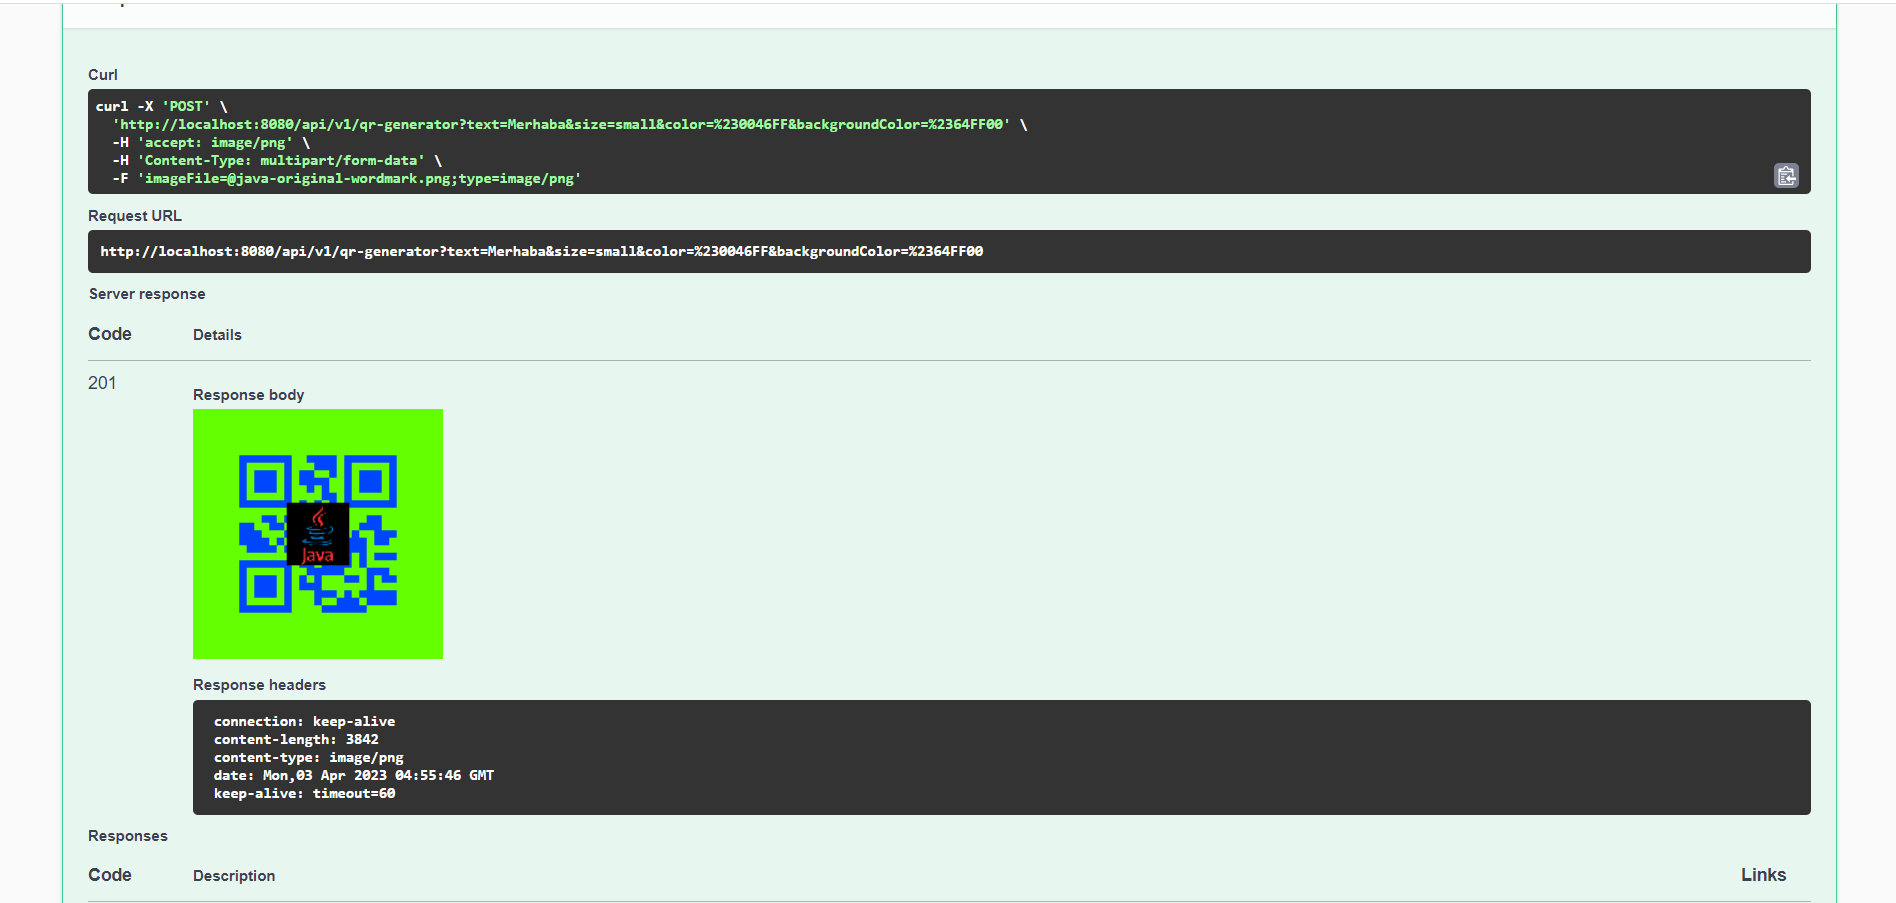 Curl
curl -X 'POST' \
'http://localhost:8080/api/v1/qr-generator?text=Merhaba&size=small&color=%230046FF&backgroundColor=%2364FF00' \
-H 'accept: image/png' \
-H 'Content-Type: multipart/form-data' \
-F 'imageFile=@java-original-wordmark.png;type=image/png'
Request URL
http://localhost:8080/api/v1/qr-generator?text=Merhaba&size=small&color=%230046FF&backgroundColor=%2364FF00
Server response
Code Details
201
Response body
Java
Response headers
connection: keep-alive
content-length: 3842
content-type: image/png
date: Mon,03 Apr 2023 04:55:46 GMT
keep-alive: timeout=60
Responses
Code Description Links